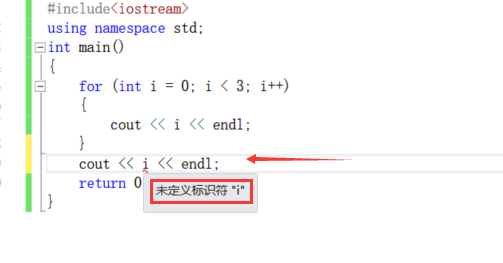 #include<iostream>
using namespace std;
int main()
{
for (int i = 0; i < 3; i++)
{
cout << i << endl;
}
cout << i << endl;
return 0
未定义标识符 "i"
}